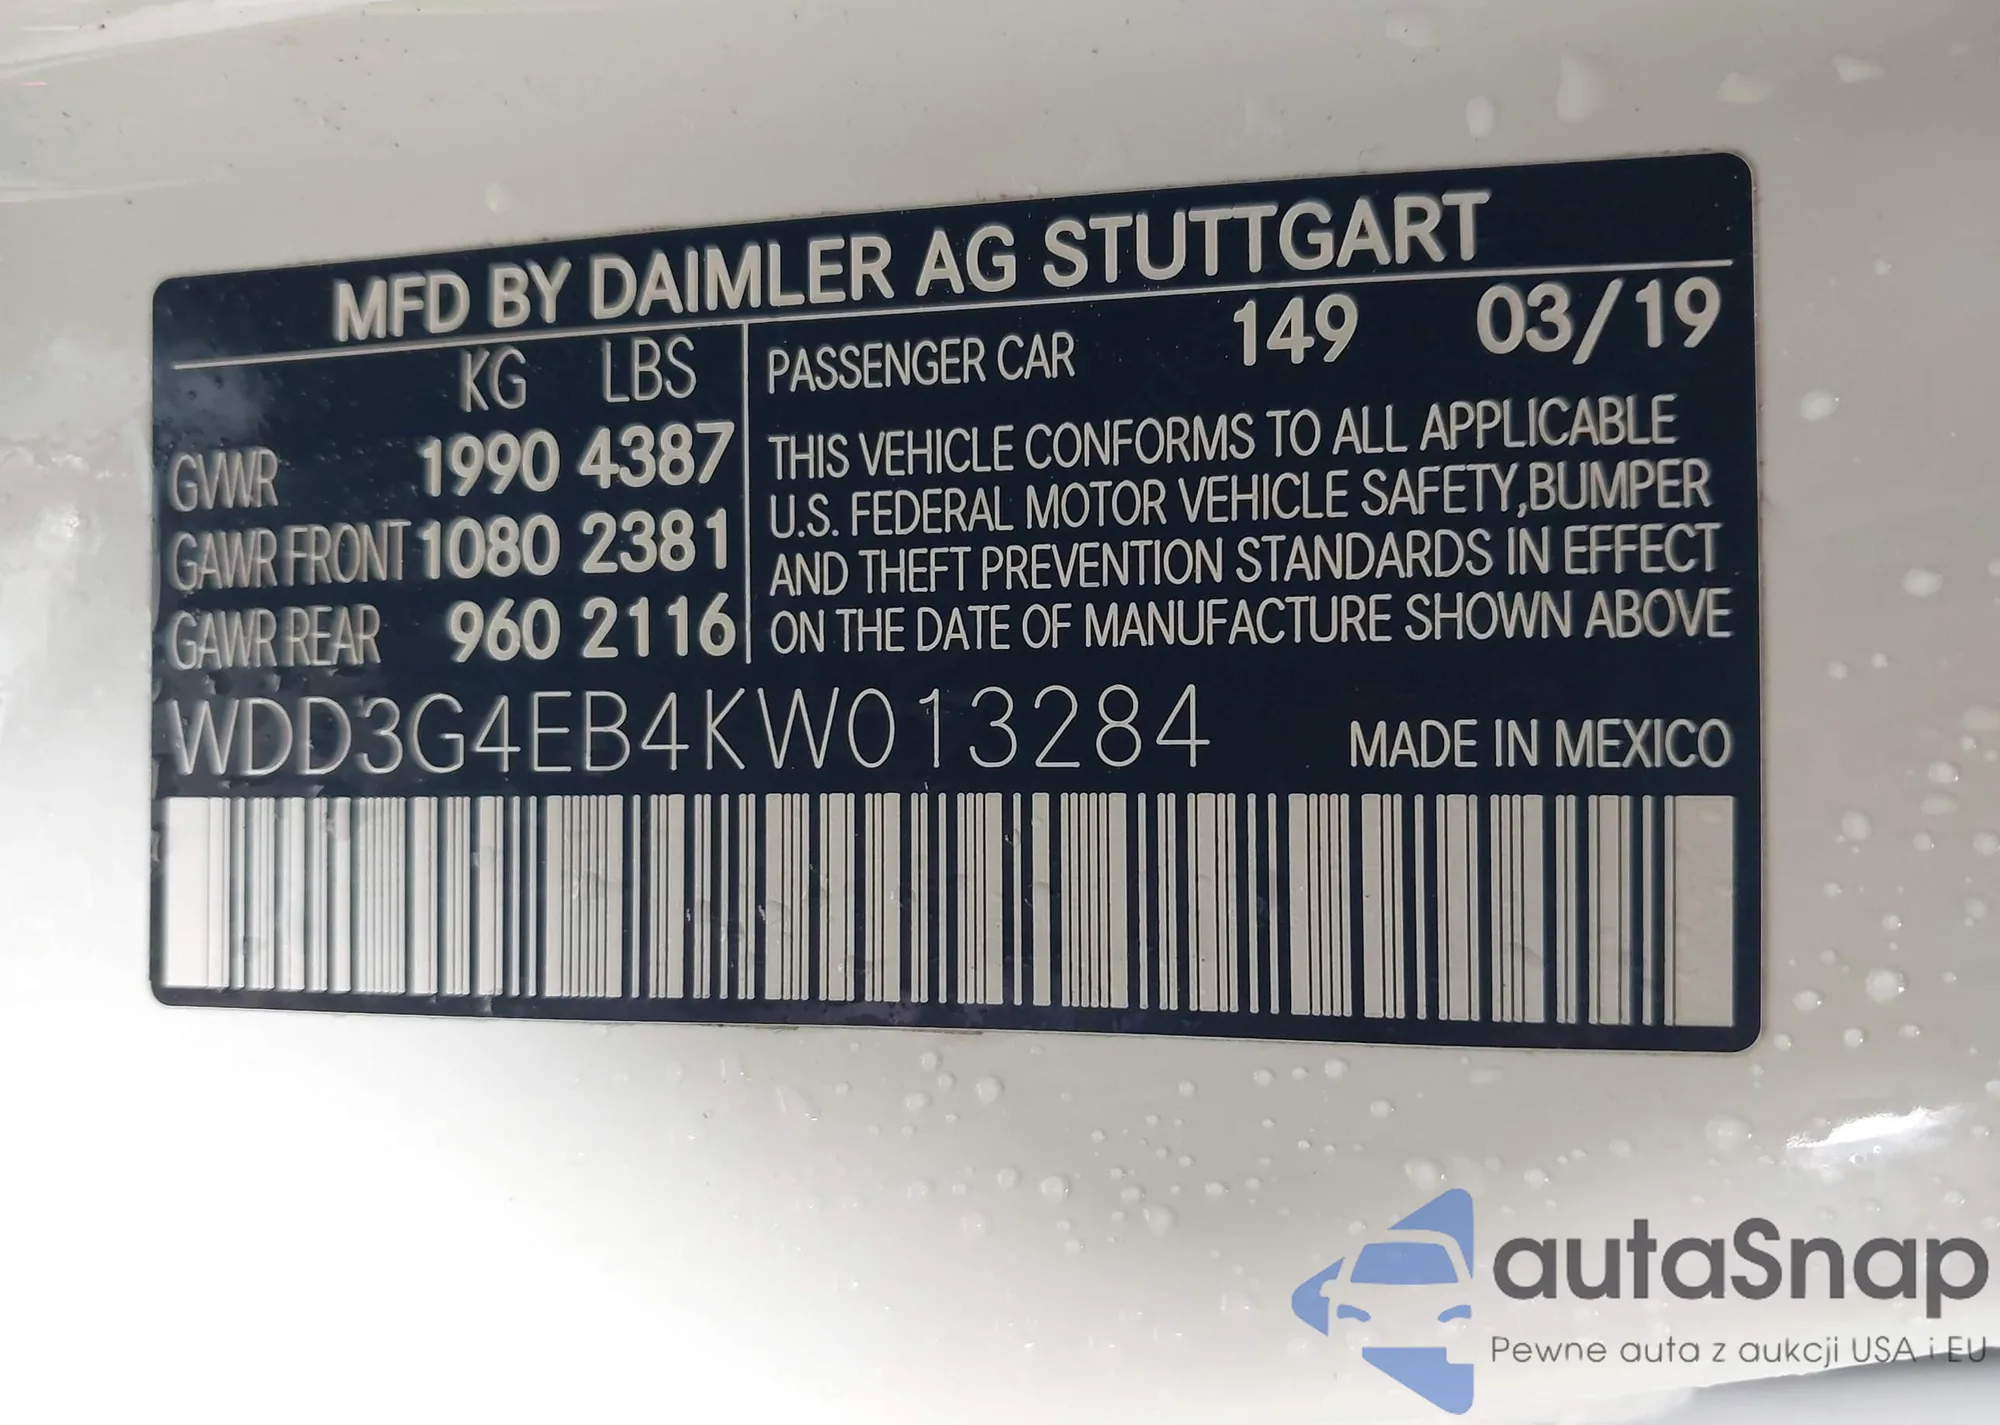 MFD BY DAIMLER AG STUTTGART
KG LBS
GVWR 1990 4387
GAWR FRONT 1080 2381
GAWR REAR 960 2116
PASSENGER CAR 149 03/19
THIS VEHICLE CONFORMS TO ALL APPLICABLE
U.S. FEDERAL MOTOR VEHICLE SAFETY,BUMPER
AND THEFT PREVENTION STANDARDS IN EFFECT
ON THE DATE OF MANUFACTURE SHOWN ABOVE
WDD3G4EB4KW013284 MADE IN MEXICO
autaSnap
Pewne auta z aukcji USA i EU